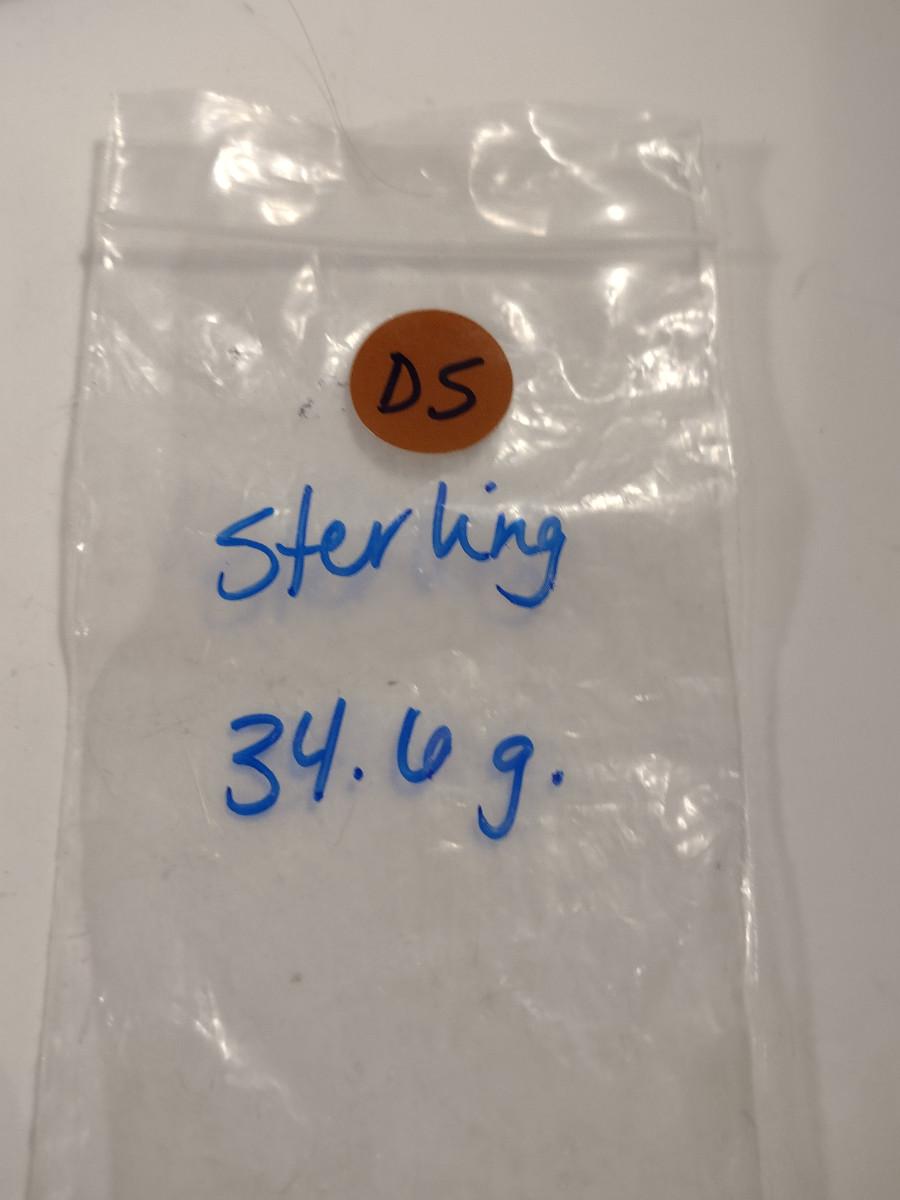 DS
Sterling
34.6 g.